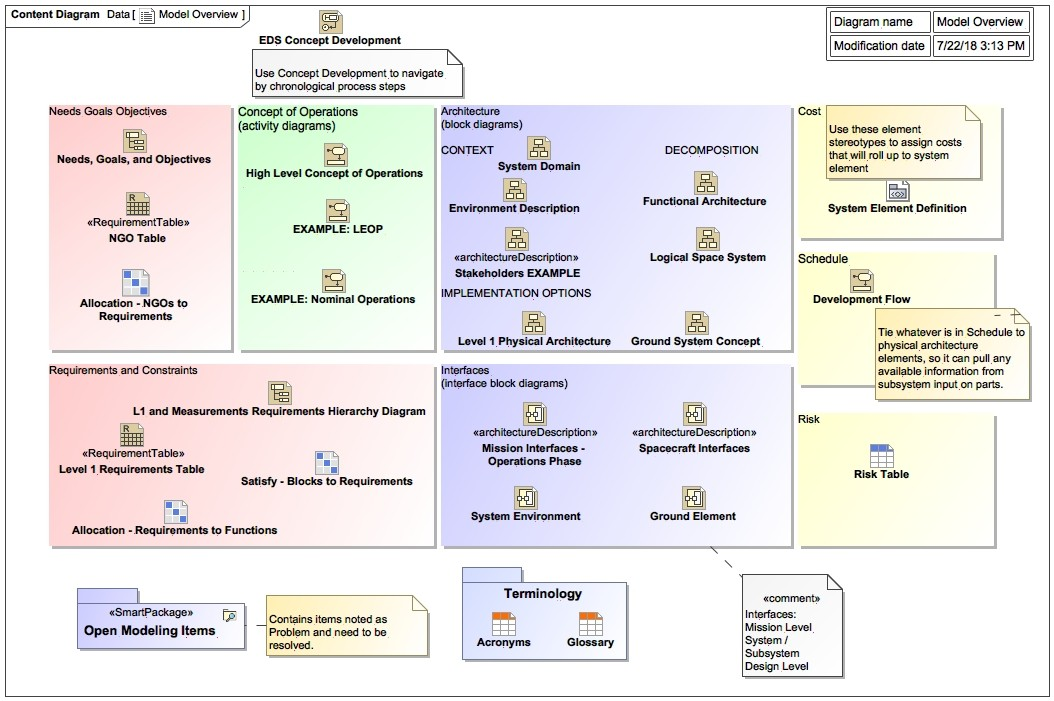 Content Diagram Data [ Model Overview ]
Diagram name Model Overview
Modification date 7/22/18 3:13 PM
EDS Concept Development
Use Concept Development to navigate
by chronological process steps
Needs Goals Objectives
Needs, Goals, and Objectives
R
«RequirementTable»
NGO Table
Allocation - NGOs to
Requirements
Concept of Operations
(activity diagrams)
High Level Concept of Operations
EXAMPLE: LEOP
EXAMPLE: Nominal Operations
Architecture
(block diagrams)
CONTEXT
System Domain
Environment Description
«architectureDescription»
Stakeholders EXAMPLE
DECOMPOSITION
Functional Architecture
Logical Space System
IMPLEMENTATION OPTIONS
Level 1 Physical Architecture
Ground System Concept
Cost
Use these element
stereotypes to assign costs
that will roll up to system
element
System Element Definition
Schedule
Development Flow
Tie whatever is in Schedule to
physical architecture
elements, so it can pull any
available information from
subsystem input on parts.
Requirements and Constraints
L1 and Measurements Requirements Hierarchy Diagram
R
«RequirementTable»
Level 1 Requirements Table
Satisfy - Blocks to Requirements
Allocation - Requirements to Functions
Interfaces
(interface block diagrams)
«architectureDescription»
Mission Interfaces -
Operations Phase
«architectureDescription»
Spacecraft Interfaces
System Environment
Ground Element
Risk
Risk Table
«SmartPackage»
Open Modeling Items
Contains items noted as
Problem and need to be
resolved.
Terminology
Acronyms
Glossary
«comment»
Interfaces:
Mission Level
System /
Subsystem
Design Level